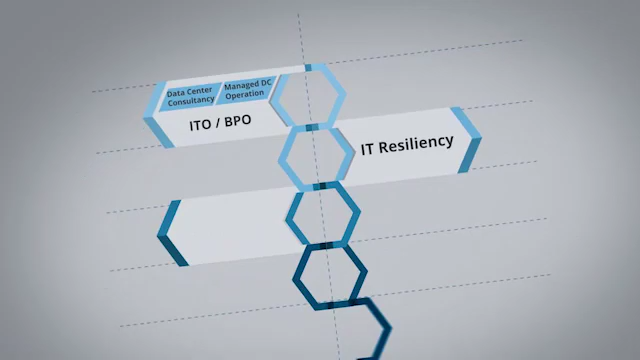 Data Center
Consultancy
Managed DC
Operation
ITO / BPO
IT Resiliency